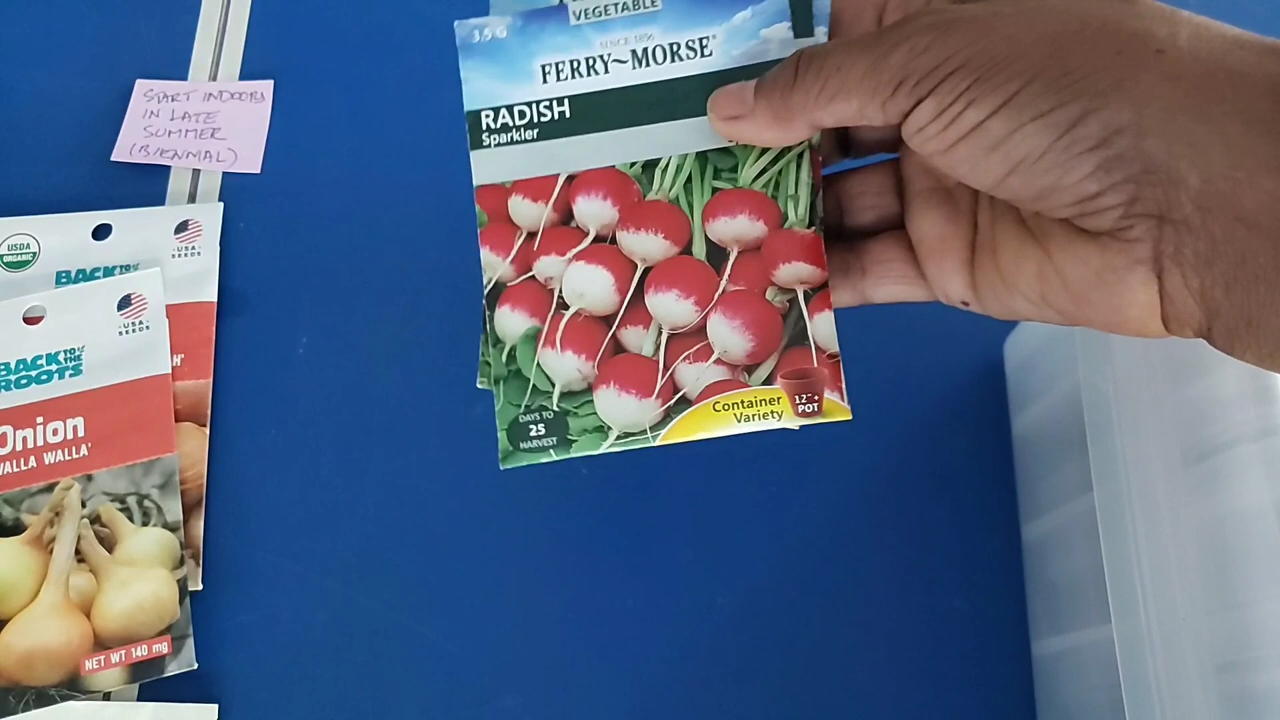 VEGETABLE
3.5 G
SINCE 1856
FERRY~MORSE®
RADISH
Sparkler
DAYS TO
25
HARVEST
Container
Variety
12"+
POT
START INDOORS
IN LATE
SUMMER
(BIENNIAL)
USDA
ORGANIC
BACK TO
USA
SEEDS
H'
USA
SEEDS
BACK TO THE
ROOTS
Onion
WALLA WALLA'
NET WT 140 mg